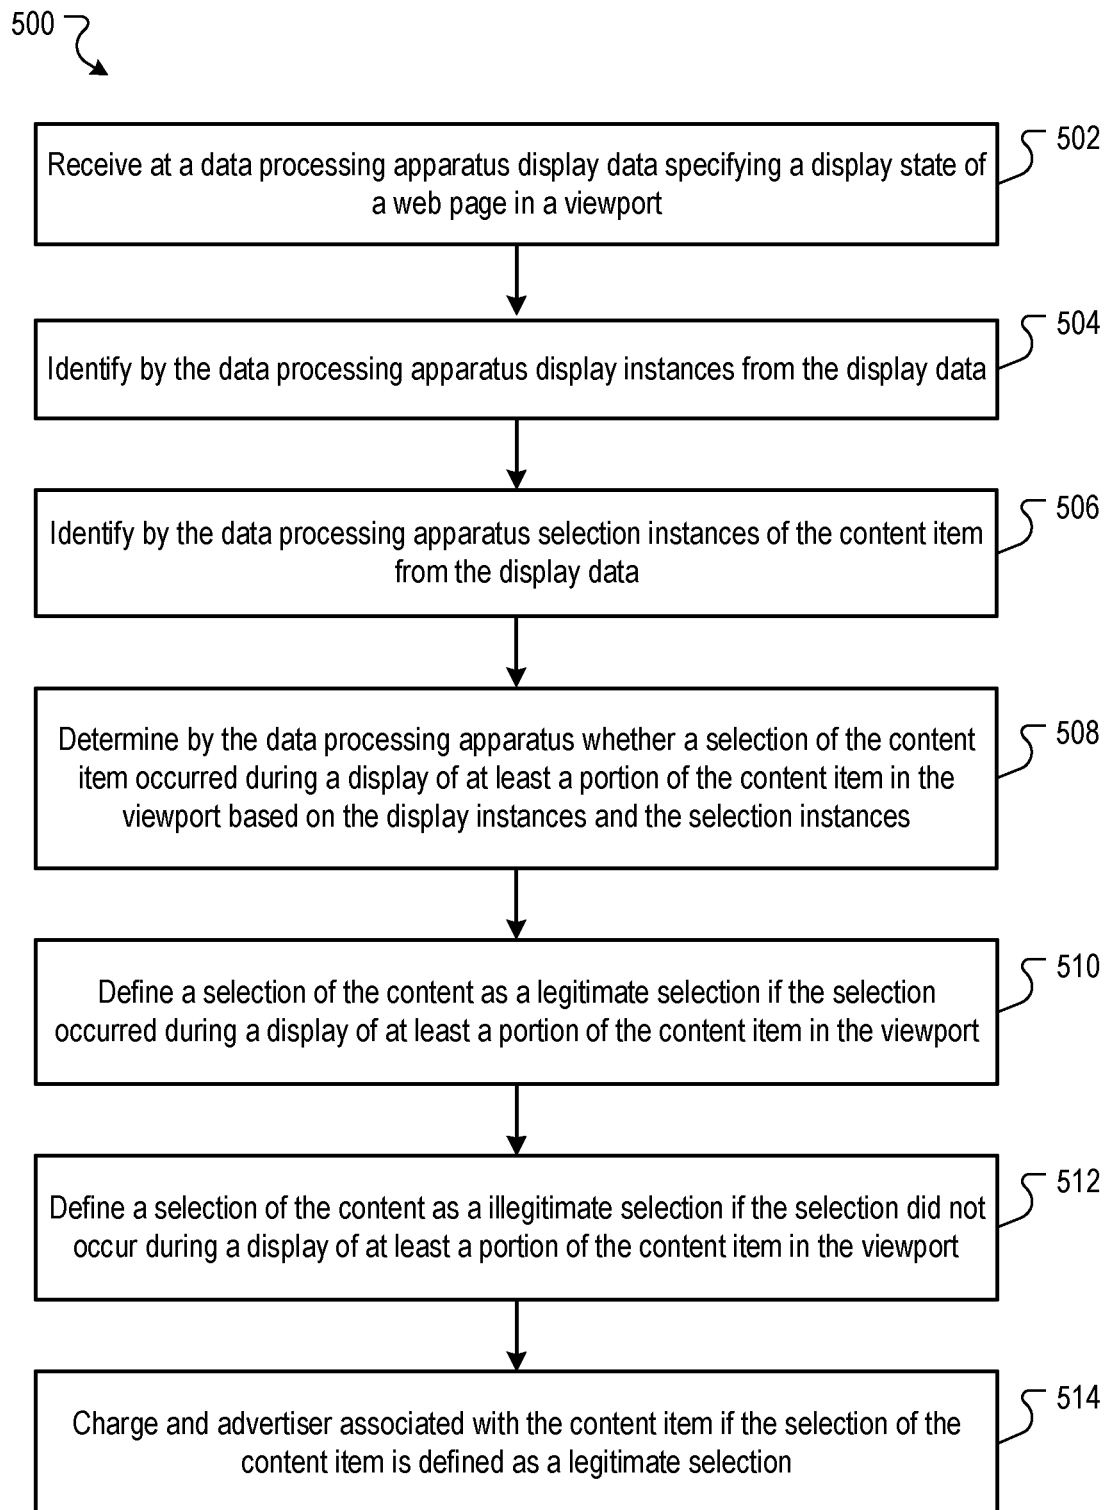 500
502
Receive at a data processing apparatus display data specifying a display state of
a web page in a viewport
504
Identify by the data processing apparatus display instances from the display data
506
Identify by the data processing apparatus selection instances of the content item
from the display data
508
Determine by the data processing apparatus whether a selection of the content
item occurred during a display of at least a portion of the content item in the
viewport based on the display instances and the selection instances
510
Define a selection of the content as a legitimate selection if the selection
occurred during a display of at least a portion of the content item in the viewport
512
Define a selection of the content as a illegitimate selection if the selection did not
occur during a display of at least a portion of the content item in the viewport
514
Charge and advertiser associated with the content item if the selection of the
content item is defined as a legitimate selection